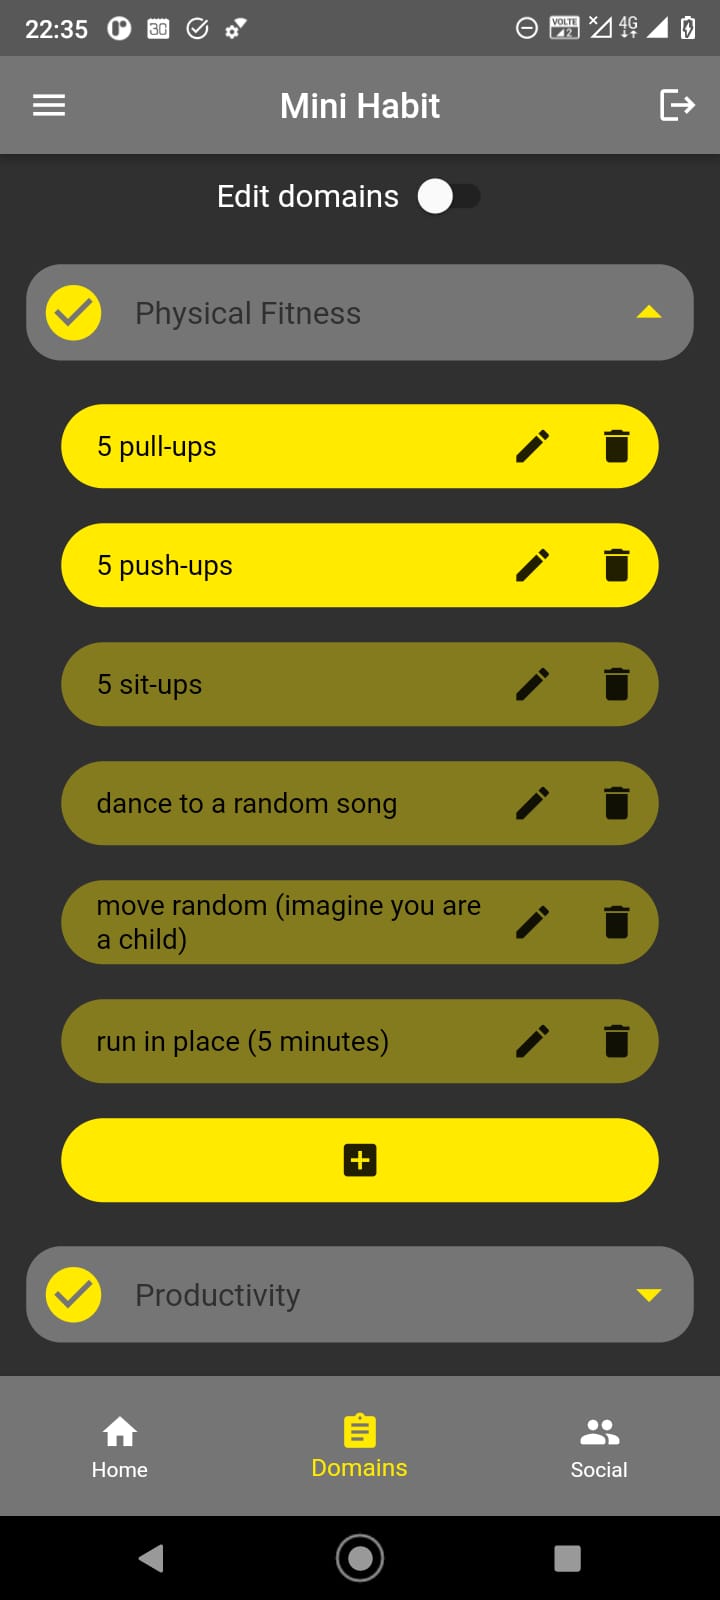 22:35
30
VOLTE
2
4G
Mini Habit
Edit domains
Physical Fitness
5 pull-ups
5 push-ups
5 sit-ups
dance to a random song
move random (imagine you are
a child)
run in place (5 minutes)
Productivity
Home
Domains
Social